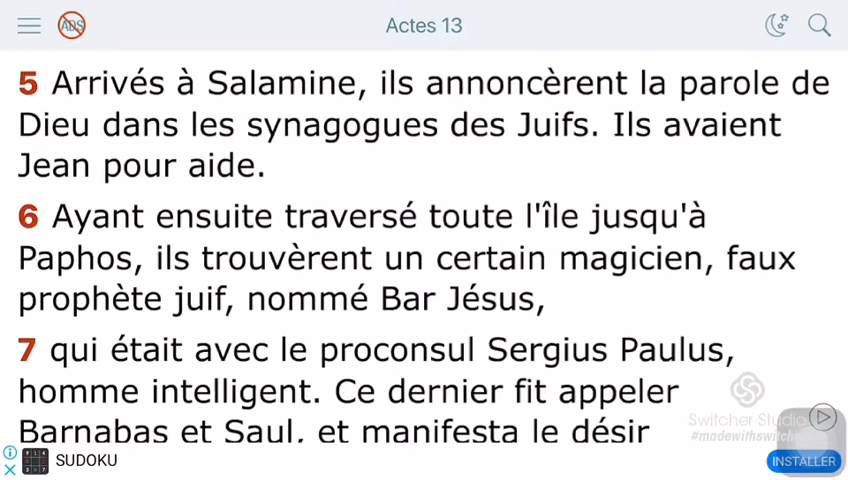 ADS
Actes 13
5 Arrivés à Salamine, ils annoncèrent la parole de
Dieu dans les synagogues des Juifs. Ils avaient
Jean pour aide.
6 Ayant ensuite traversé toute l'île jusqu'à
Paphos, ils trouvèrent un certain magicien, faux
prophète juif, nommé Bar Jésus,
7 qui était avec le proconsul Sergius Paulus,
homme intelligent. Ce dernier fit appeler
Barnabas et Saul, et manifesta le désir
Switcher Studio
SUDOKU
INSTALLER